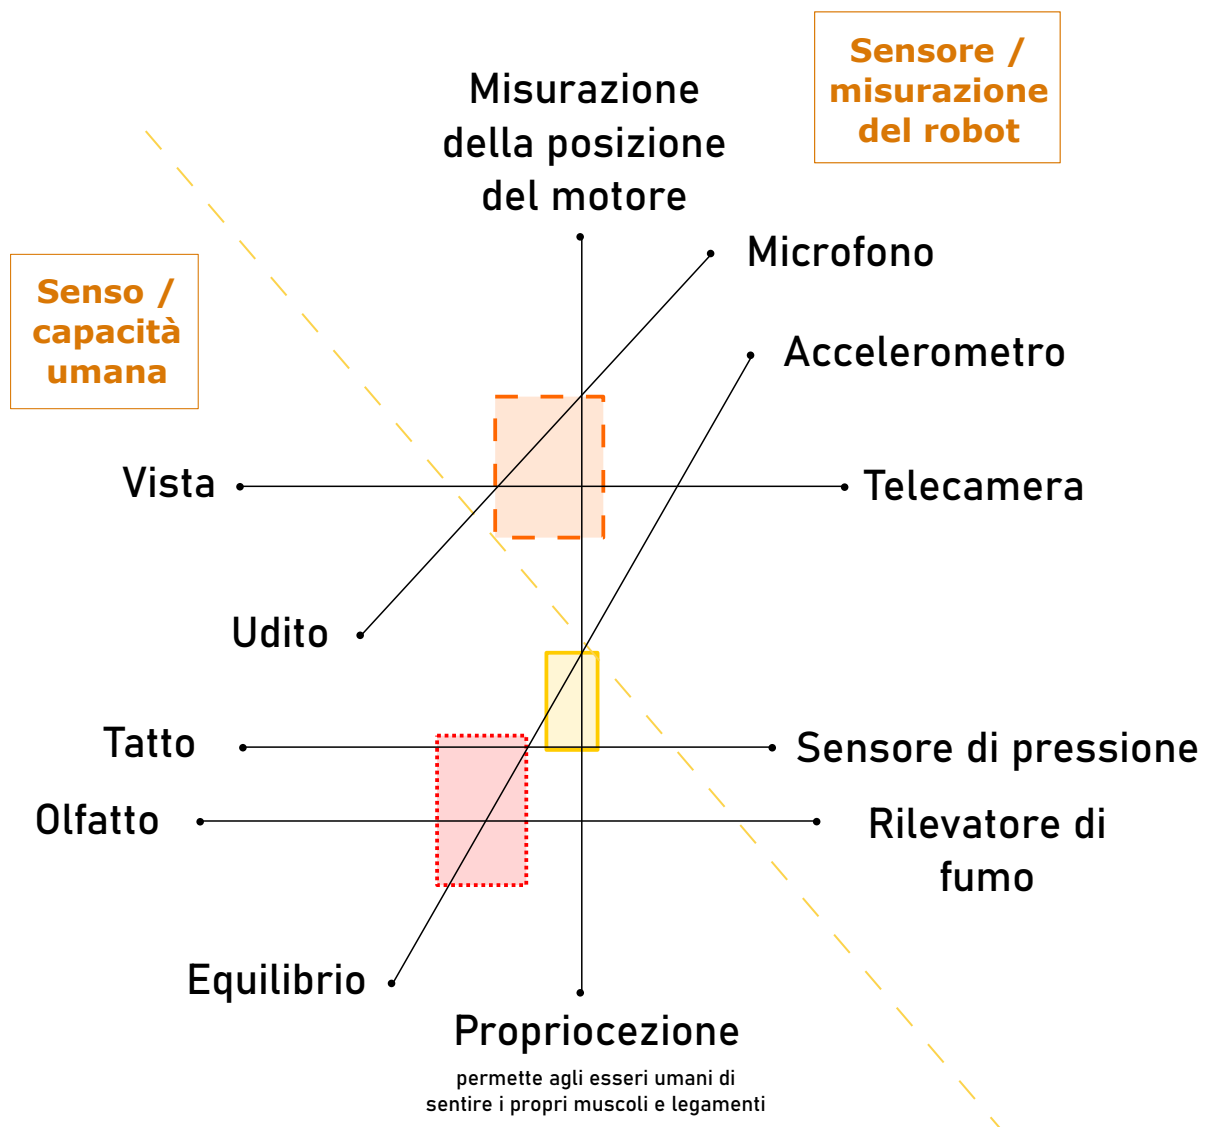 Sensore /
misurazione
del robot
Misurazione
della posizione
del motore
Microfono
Senso /
capacità
umana
Accelerometro
Vista
Telecamera
Udito
Tatto
Sensore di pressione
Olfatto
Rilevatore di
fumo
Equilibrio
Propriocezione
permette agli esseri umani di
sentire i propri muscoli e legamenti